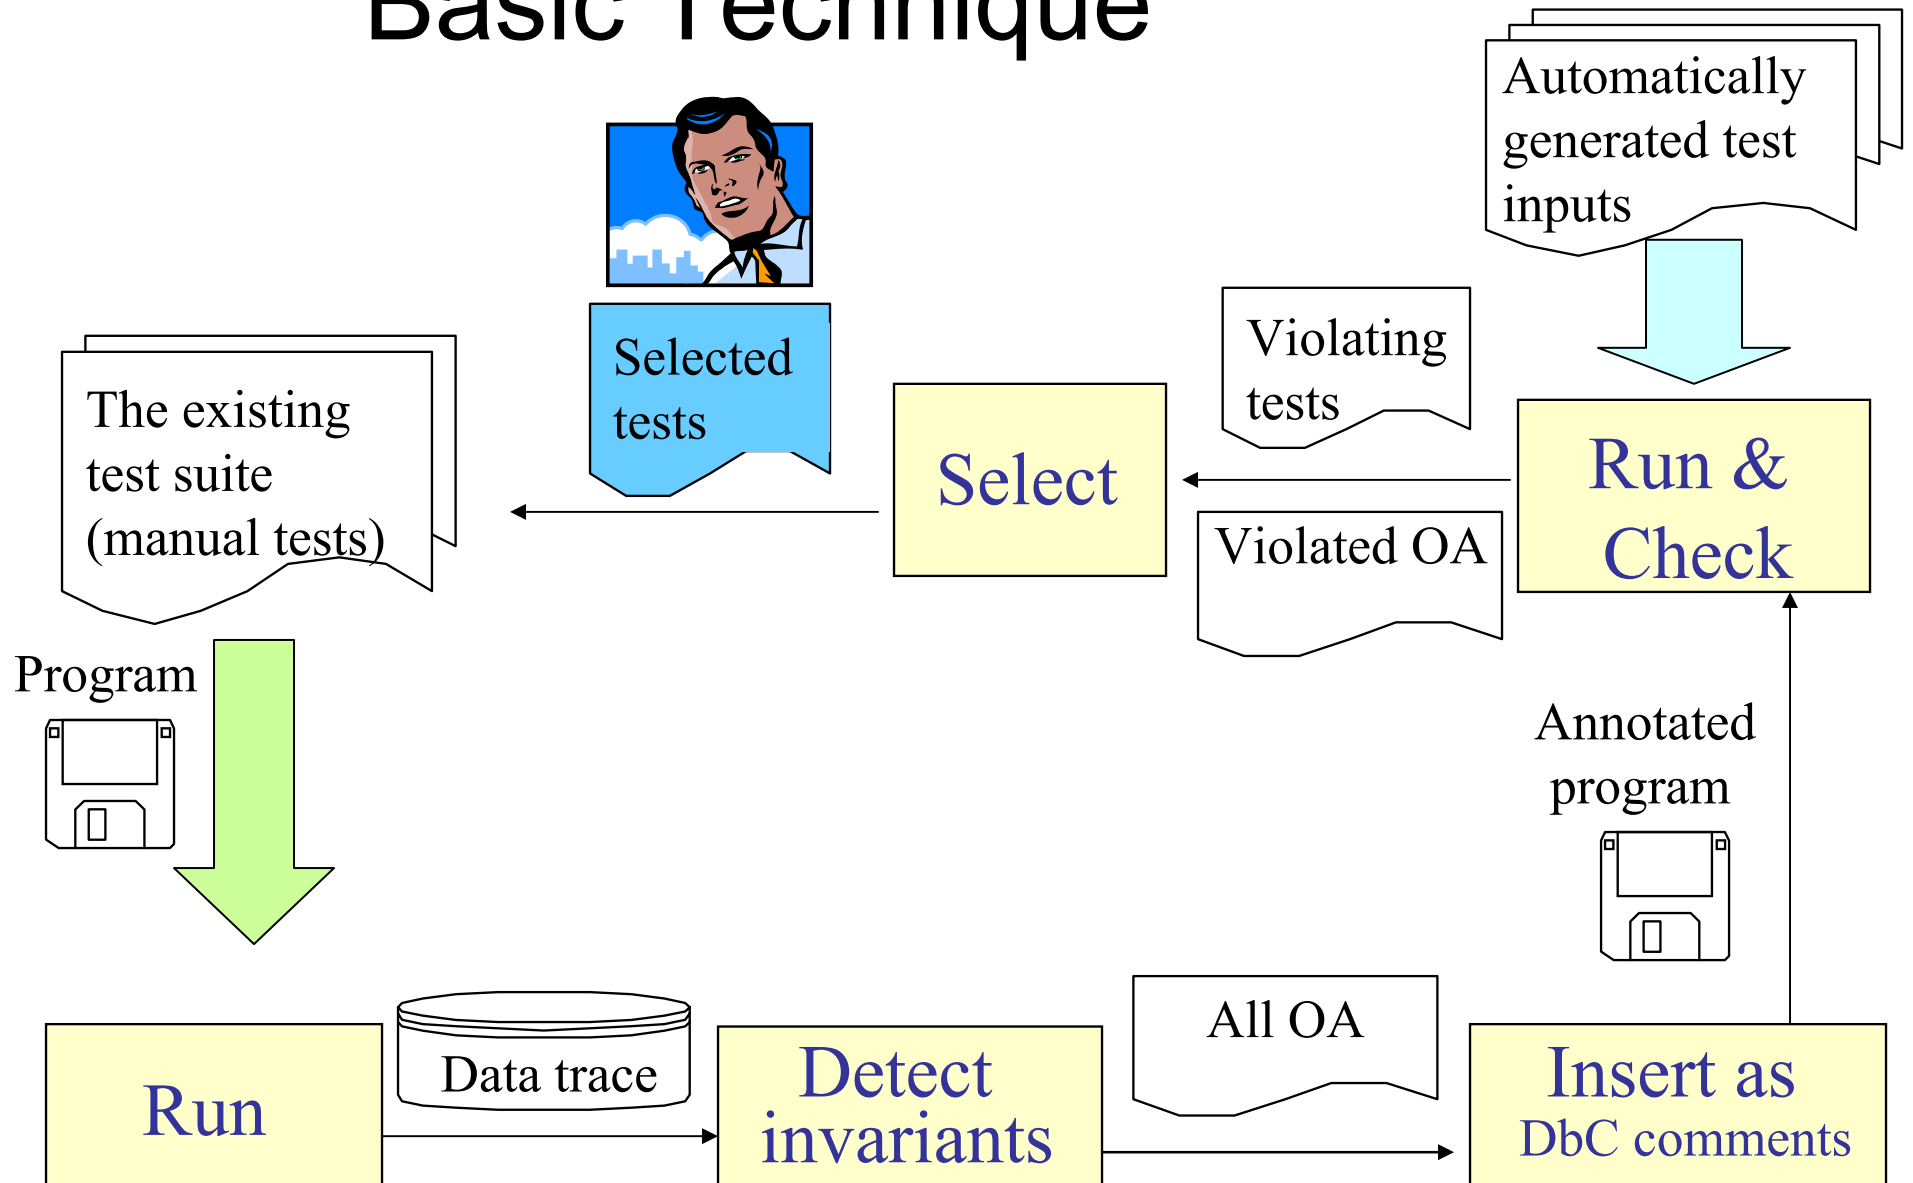 Basic Technique
Automatically
generated test
inputs
Violating
tests
Selected
tests
The existing
test suite
(manual tests)
Select
Run &
Check
Violated OA
Program
Annotated
program
All OA
Data trace
Run
Detect
invariants
Insert as
DbC comments